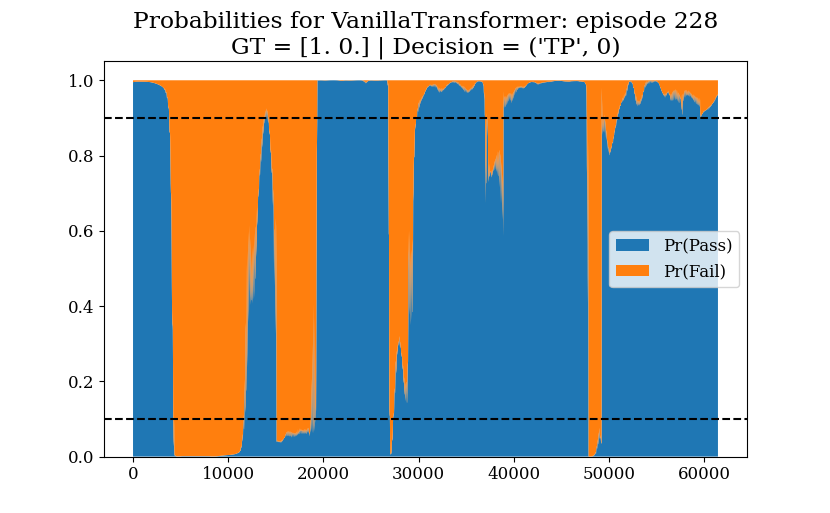 Probabilities for VanillaTransformer: episode 228
GT = [1. 0.] | Decision = ('TP', 0)
1.0
0.8
0.6
0.4
0.2
0.0
Pr(Pass)
Pr(Fail)
0 10000 20000 30000 40000 50000 60000